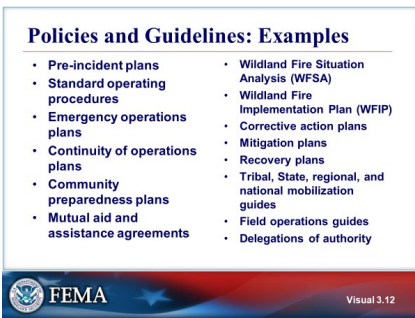 Policies and Guidelines: Examples
• Pre-incident plans
• Standard operating
procedures
• Emergency operations
plans
• Continuity of operations
plans
• Community
preparedness plans
• Mutual aid and
assistance agreements
• Wildland Fire Situation
Analysis (WFSA)
• Wildland Fire
Implementation Plan (WFIP)
• Corrective action plans
• Mitigation plans
• Recovery plans
• Tribal, State, regional, and
national mobilization
guides
• Field operations guides
• Delegations of authority
FEMA
Visual 3.12